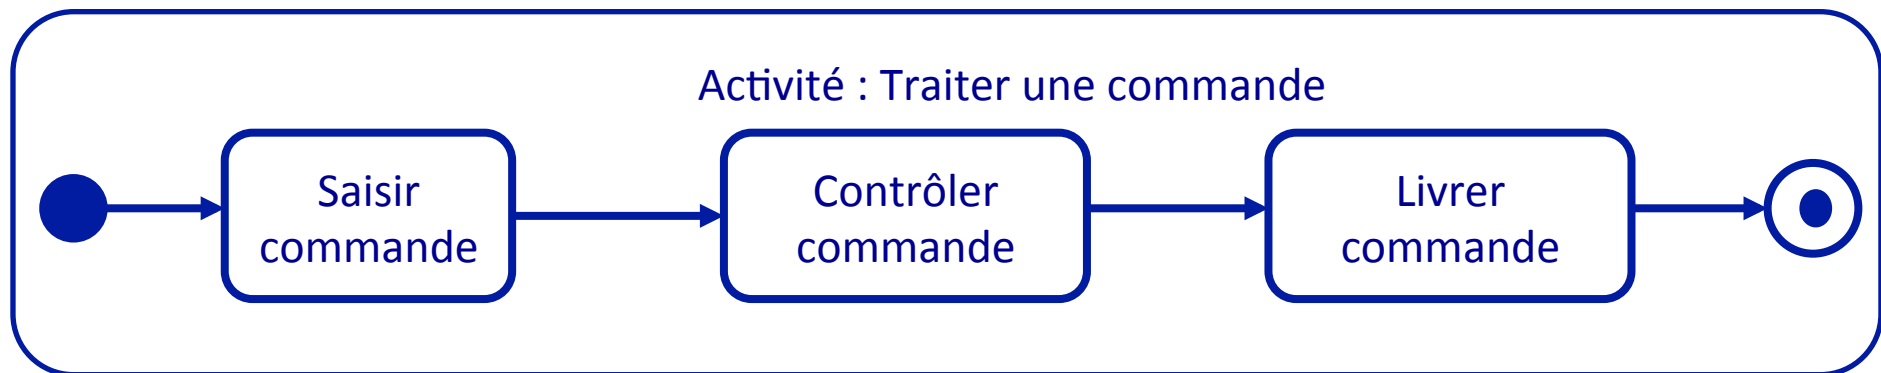 Activité : Traiter une commande
Saisir
commande
Contrôler
commande
Livrer
commande